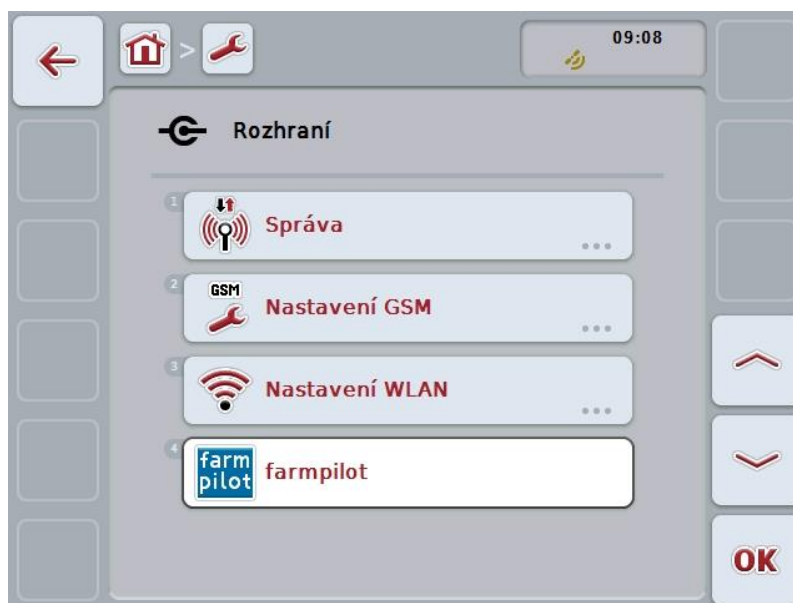 09:08
Rozhraní
1
Správa
2
GSM
Nastavení GSM
3
Nastavení WLAN
4
farm
pilot
farmpilot
OK